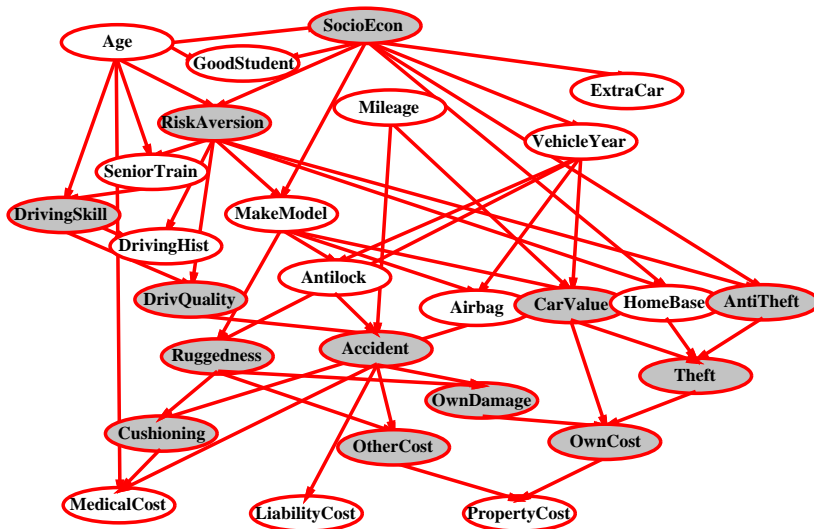 SocioEcon
Age
GoodStudent
ExtraCar
Mileage
RiskAversion
VehicleYear
SeniorTrain
DrivingSkill
MakeModel
DrivingHist
Antilock
DrivQuality
Airbag
CarValue
HomeBase
AntiTheft
Ruggedness
Accident
Theft
OwnDamage
Cushioning
OtherCost
OwnCost
MedicalCost
LiabilityCost
PropertyCost